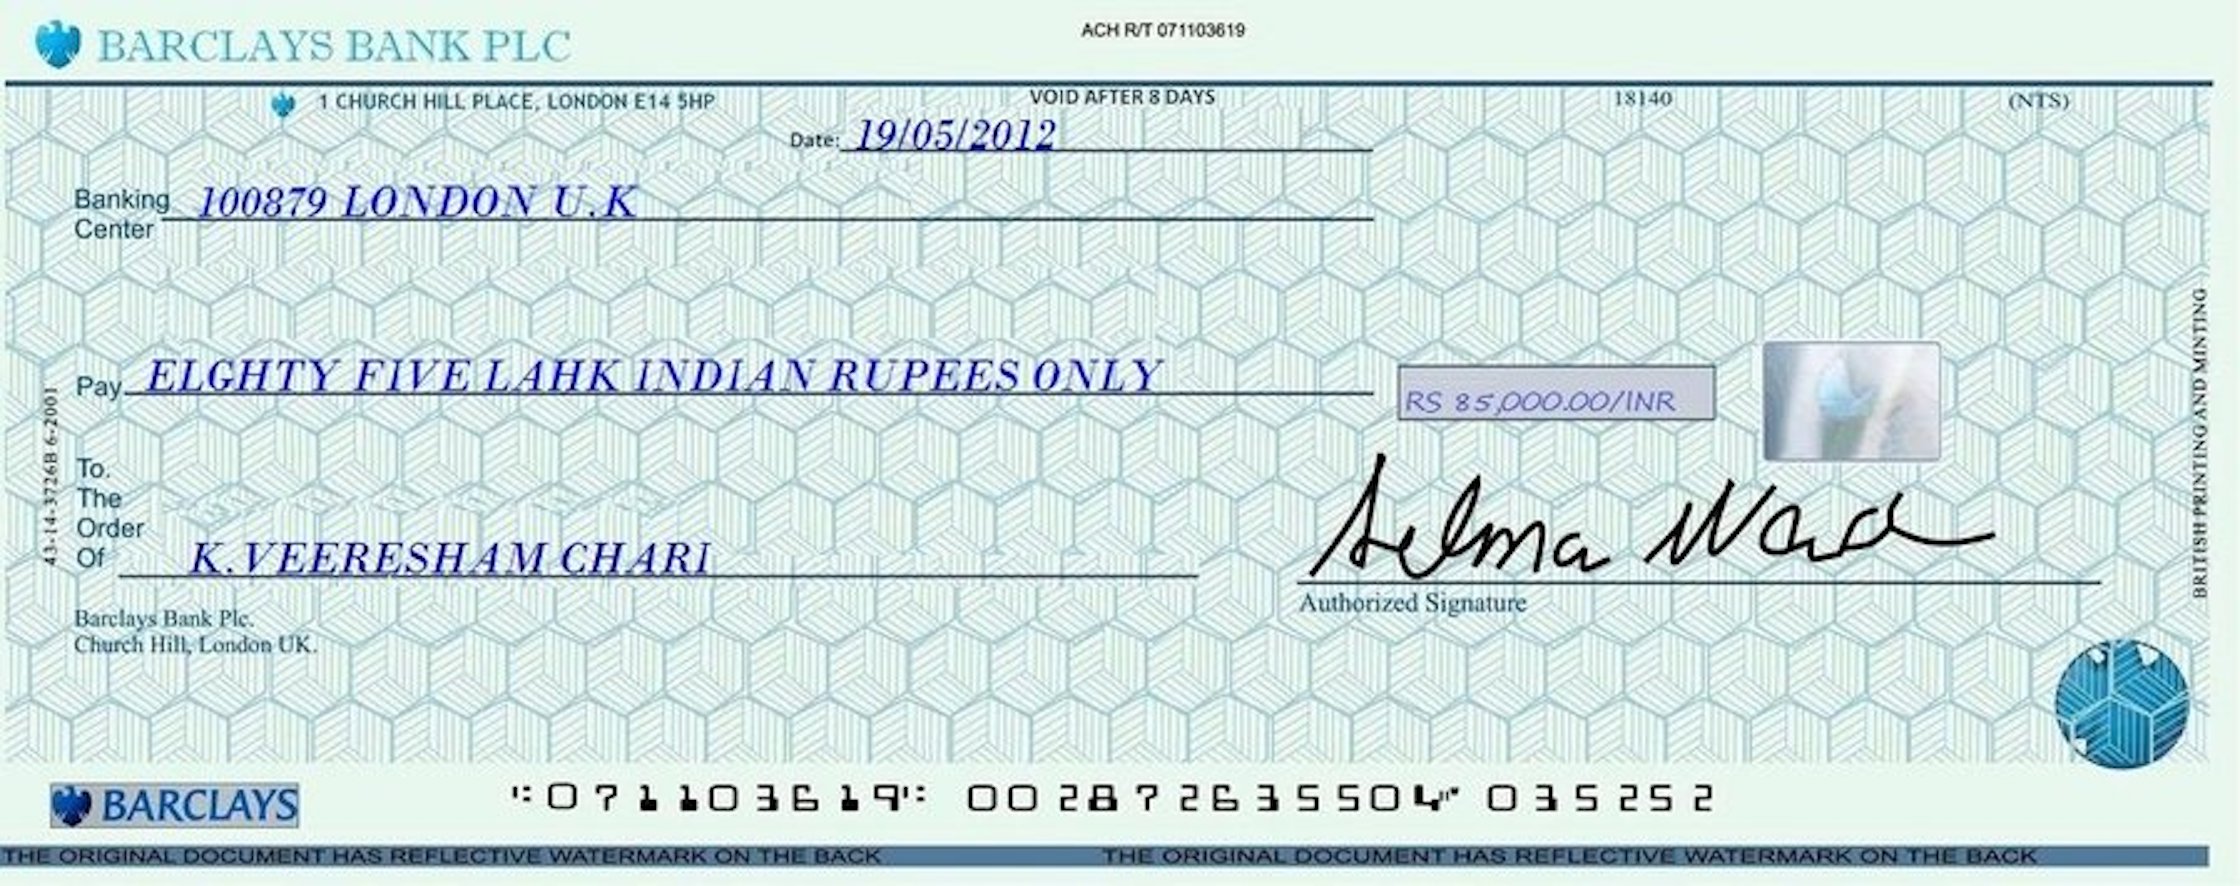 BARCLAYS BANK PLC
ACH R/T 071103619
1 CHURCH HILL PLACE, LONDON E14 5HP
VOID AFTER 8 DAYS
18140
(NTS)
Date: 19/05/2012
Banking Center 100879 LONDON U.K
Pay ELGHTY FIVE LAHK INDIAN RUPEES ONLY
RS 85,000.00/INR
To.
The
Order
Of K.VEERESHAM CHARI
Selma Ward
Authorized Signature
Barclays Bank Plc.
Church Hill, London UK.
43-14-3726B 6-2001
BRITISH PRINTING AND MINTING
BARCLAYS
⑆071103619⑆ 002872635504⑈ 035252
THE ORIGINAL DOCUMENT HAS REFLECTIVE WATERMARK ON THE BACK
THE ORIGINAL DOCUMENT HAS REFLECTIVE WATERMARK ON THE BACK